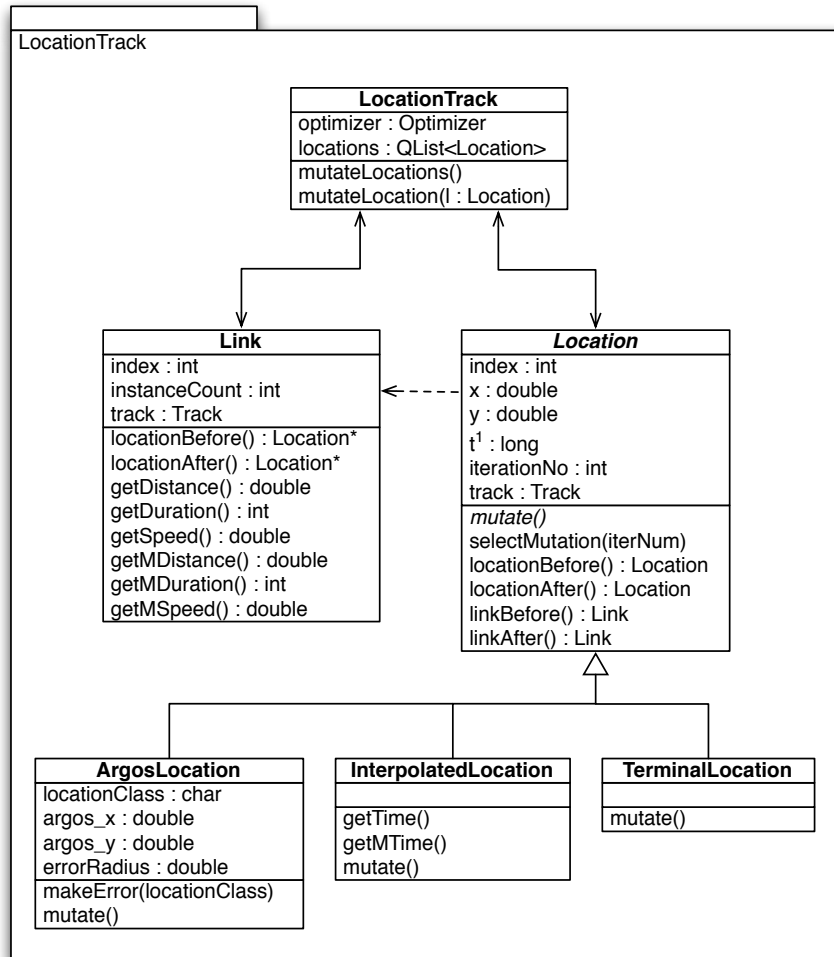 LocationTrack
LocationTrack
optimizer : Optimizer
locations : QList<Location>
mutateLocations()
mutateLocation(l : Location)
Link
index : int
instanceCount : int
track : Track
locationBefore() : Location*
locationAfter() : Location*
getDistance() : double
getDuration() : int
getSpeed() : double
getMDistance() : double
getMDuration() : int
getMSpeed() : double
Location
index : int
x : double
y : double
t¹ : long
iterationNo : int
track : Track
mutate()
selectMutation(iterNum)
locationBefore() : Location
locationAfter() : Location
linkBefore() : Link
linkAfter() : Link
ArgosLocation
locationClass : char
argos_x : double
argos_y : double
errorRadius : double
makeError(locationClass)
mutate()
InterpolatedLocation
getTime()
getMTime()
mutate()
TerminalLocation
mutate()